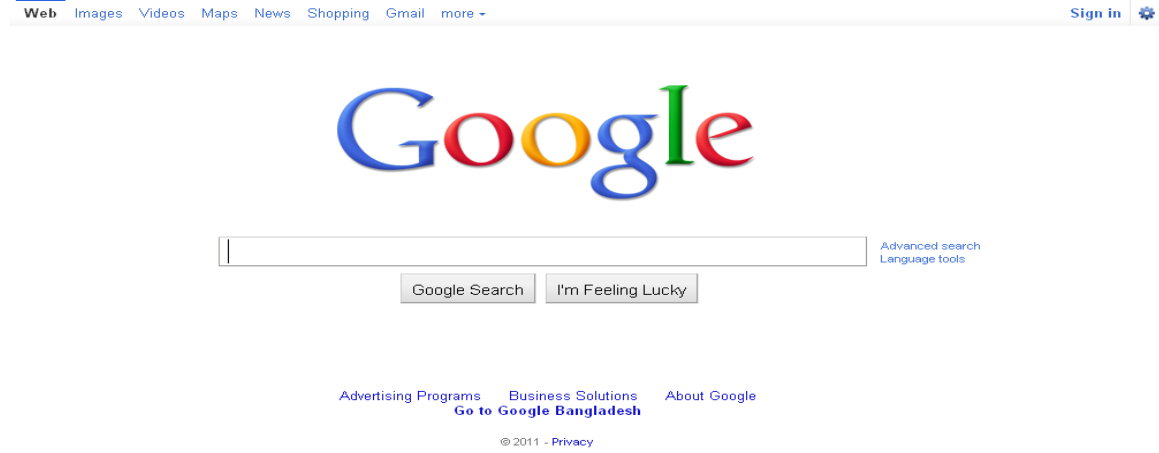 Web Images Videos Maps News Shopping Gmail more Sign in
Google
Advanced search
Language tools
Google Search I'm Feeling Lucky
Advertising Programs Business Solutions About Google
Go to Google Bangladesh
© 2011 - Privacy